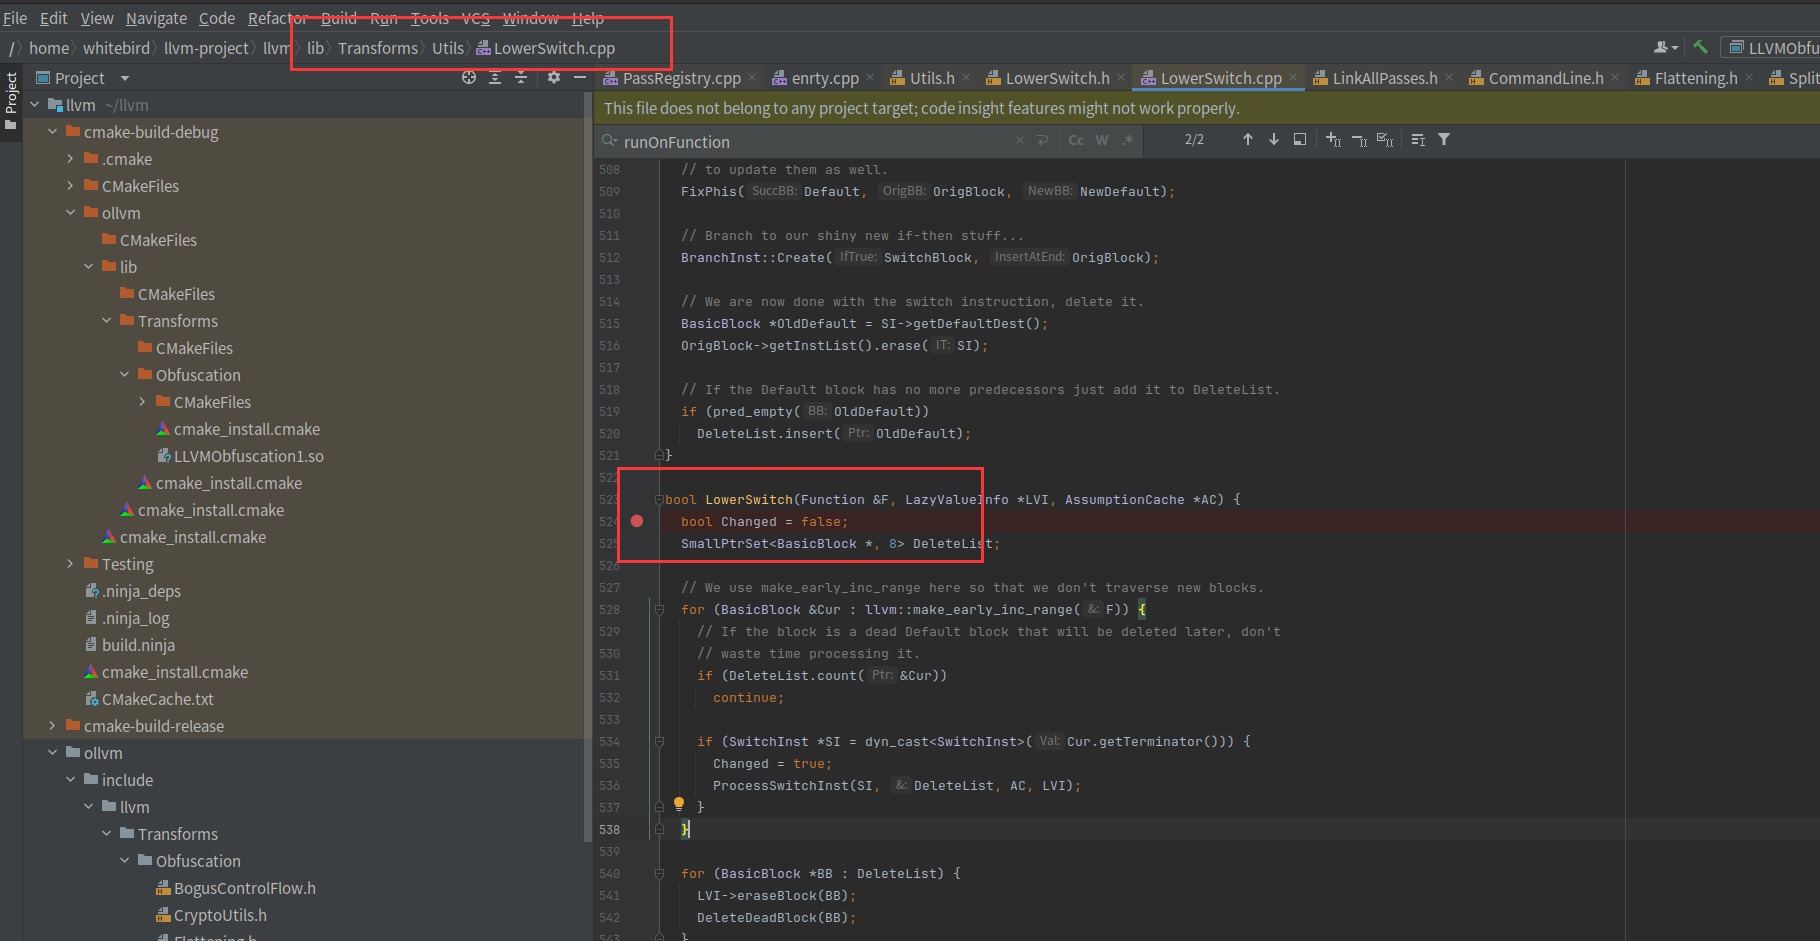 File Edit View Navigate Code Refactor Build Run Tools VCS Window Help
/ home whitebird llvm-project llvm lib Transforms Utils LowerSwitch.cpp
LLVMObfu
Project
Project
PassRegistry.cpp enrty.cpp Utils.h LowerSwitch.h LowerSwitch.cpp LinkAllPasses.h CommandLine.h Flattening.h Split
This file does not belong to any project target; code insight features might not work properly.
runOnFunction Cc W .* 2/2
llvm ~/llvm
cmake-build-debug
.cmake
CMakeFiles
ollvm
CMakeFiles
lib
CMakeFiles
Transforms
CMakeFiles
Obfuscation
CMakeFiles
cmake_install.cmake
LLVMObfuscation1.so
cmake_install.cmake
cmake_install.cmake
cmake_install.cmake
Testing
.ninja_deps
.ninja_log
build.ninja
cmake_install.cmake
CMakeCache.txt
cmake-build-release
ollvm
include
llvm
Transforms
Obfuscation
BogusControlFlow.h
CryptoUtils.h
Flattening.h
508 // to update them as well.
509 FixPhis( SuccBB: Default, OrigBB: OrigBlock, NewBB: NewDefault);
510
511 // Branch to our shiny new if-then stuff...
512 BranchInst::Create( IfTrue: SwitchBlock, InsertAtEnd: OrigBlock);
513
514 // We are now done with the switch instruction, delete it.
515 BasicBlock *OldDefault = SI->getDefaultDest();
516 OrigBlock->getInstList().erase( IT: SI);
517
518 // If the Default block has no more predecessors just add it to DeleteList.
519 if (pred_empty( BB: OldDefault))
520 DeleteList.insert( Ptr: OldDefault);
521 }
522
523 bool LowerSwitch(Function &F, LazyValueInfo *LVI, AssumptionCache *AC) {
524 bool Changed = false;
525 SmallPtrSet<BasicBlock *, 8> DeleteList;
526
527 // We use make_early_inc_range here so that we don't traverse new blocks.
528 for (BasicBlock &Cur : llvm::make_early_inc_range( &: F)) {
529 // If the block is a dead Default block that will be deleted later, don't
530 // waste time processing it.
531 if (DeleteList.count( Ptr: &Cur))
532 continue;
533
534 if (SwitchInst *SI = dyn_cast<SwitchInst>( Val: Cur.getTerminator())) {
535 Changed = true;
536 ProcessSwitchInst(SI, &: DeleteList, AC, LVI);
537 }
538 }
539
540 for (BasicBlock *BB : DeleteList) {
541 LVI->eraseBlock(BB);
542 DeleteDeadBlock(BB);
543 }